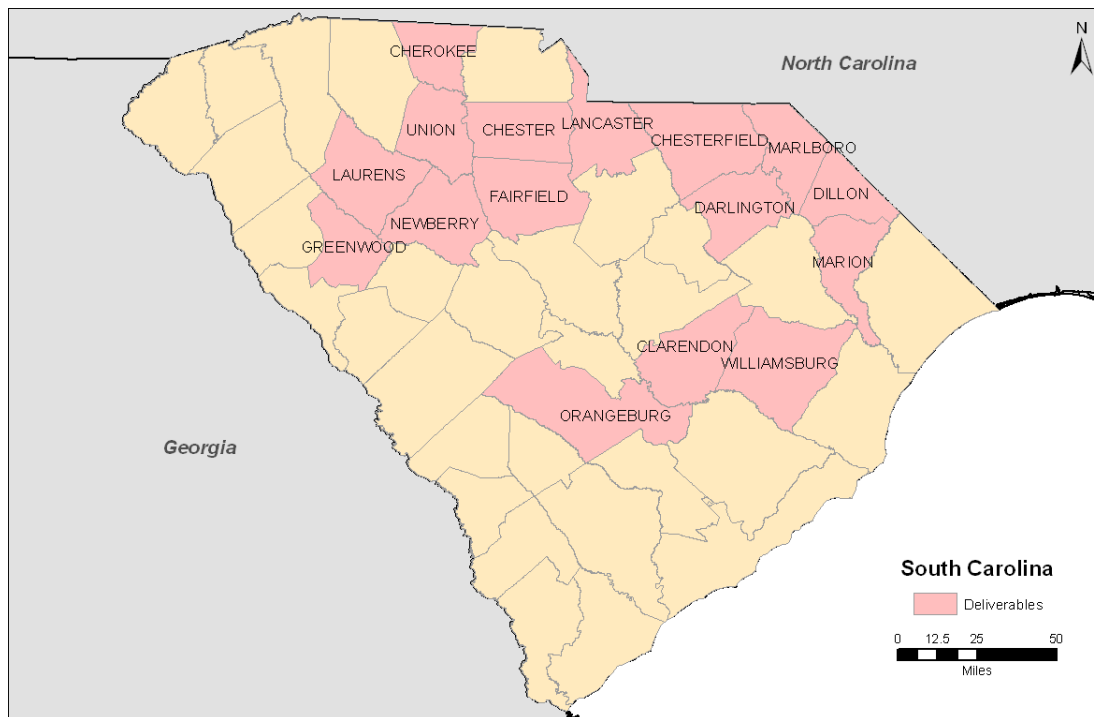 N
CHEROKEE
North Carolina
UNION
CHESTER
LANCASTER
CHESTERFIELD
MARLBORO
LAURENS
FAIRFIELD
DILLON
DARLINGTON
NEWBERRY
GREENWOOD
MARION
CLARENDON
WILLIAMSBURG
ORANGEBURG
Georgia
South Carolina
Deliverables
0 12.5 25 50
Miles